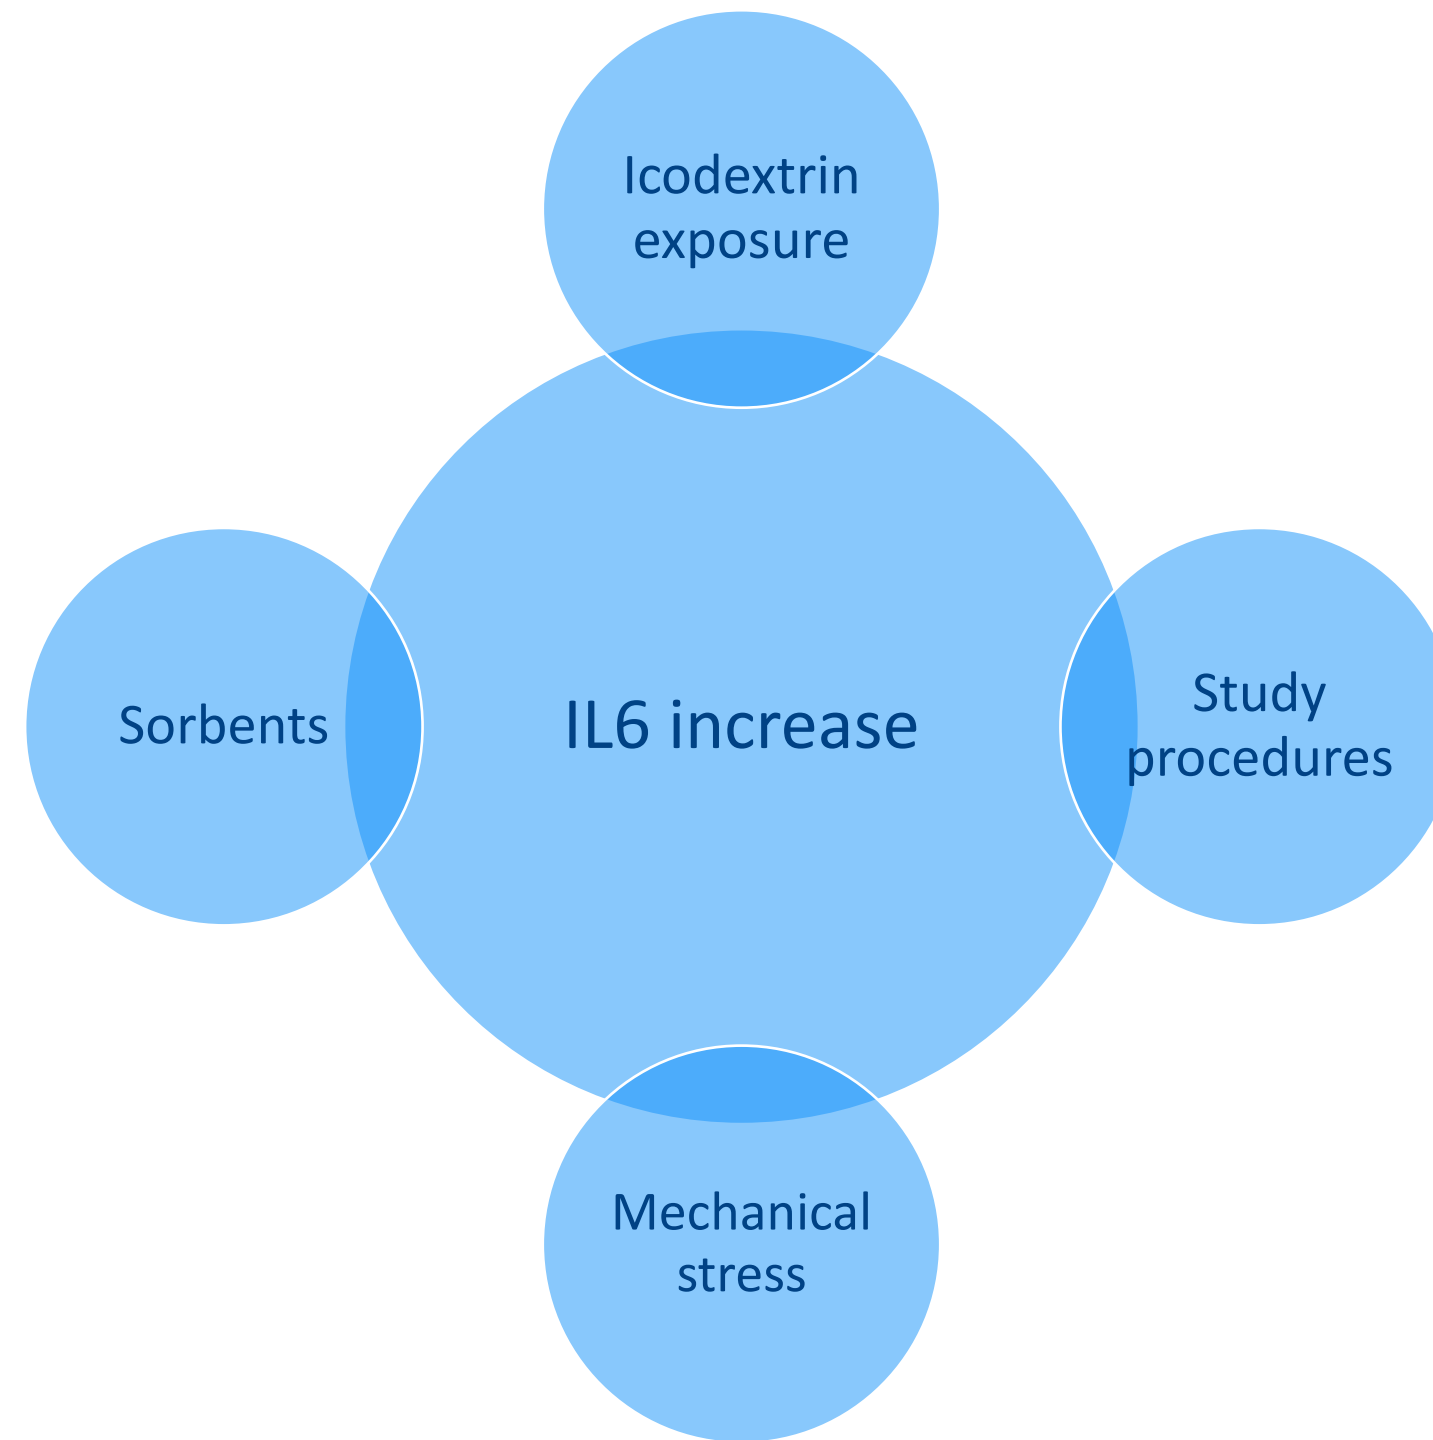 Icodextrin
exposure
Sorbents
IL6 increase
Study
procedures
Mechanical
stress